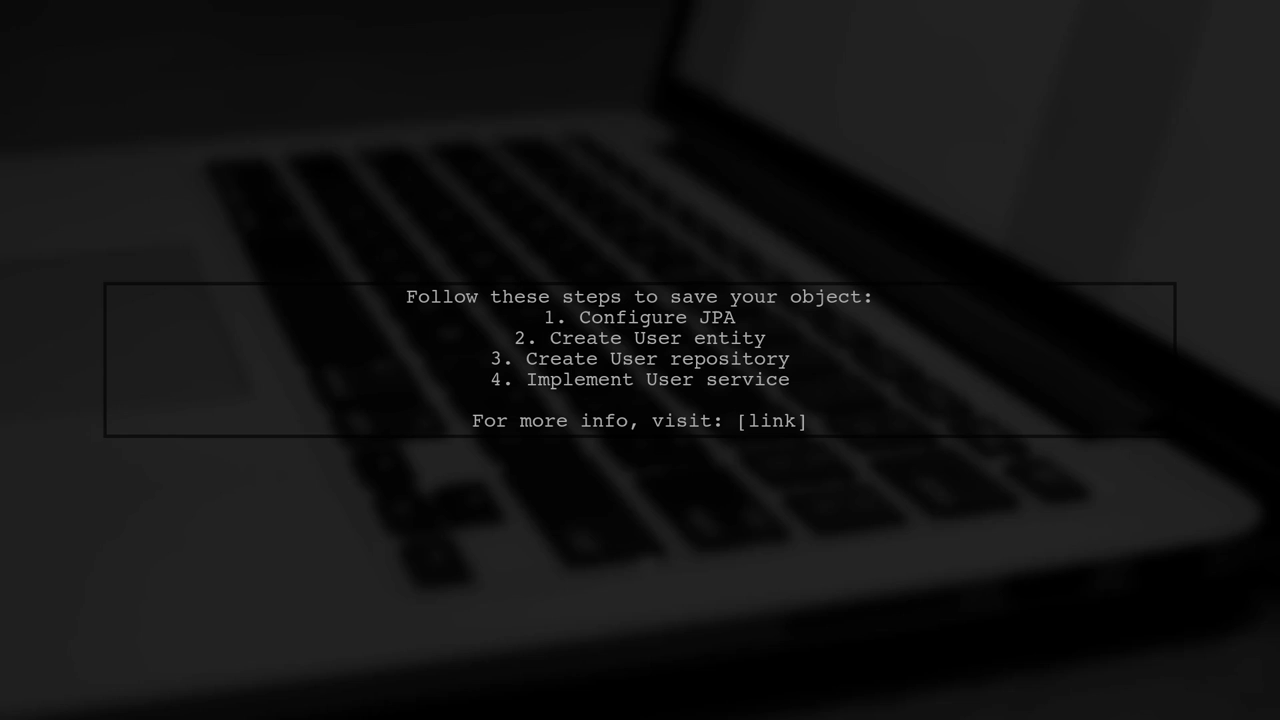 Follow these steps to save your object:
1. Configure JPA
2. Create User entity
3. Create User repository
4. Implement User service
For more info, visit: [link]